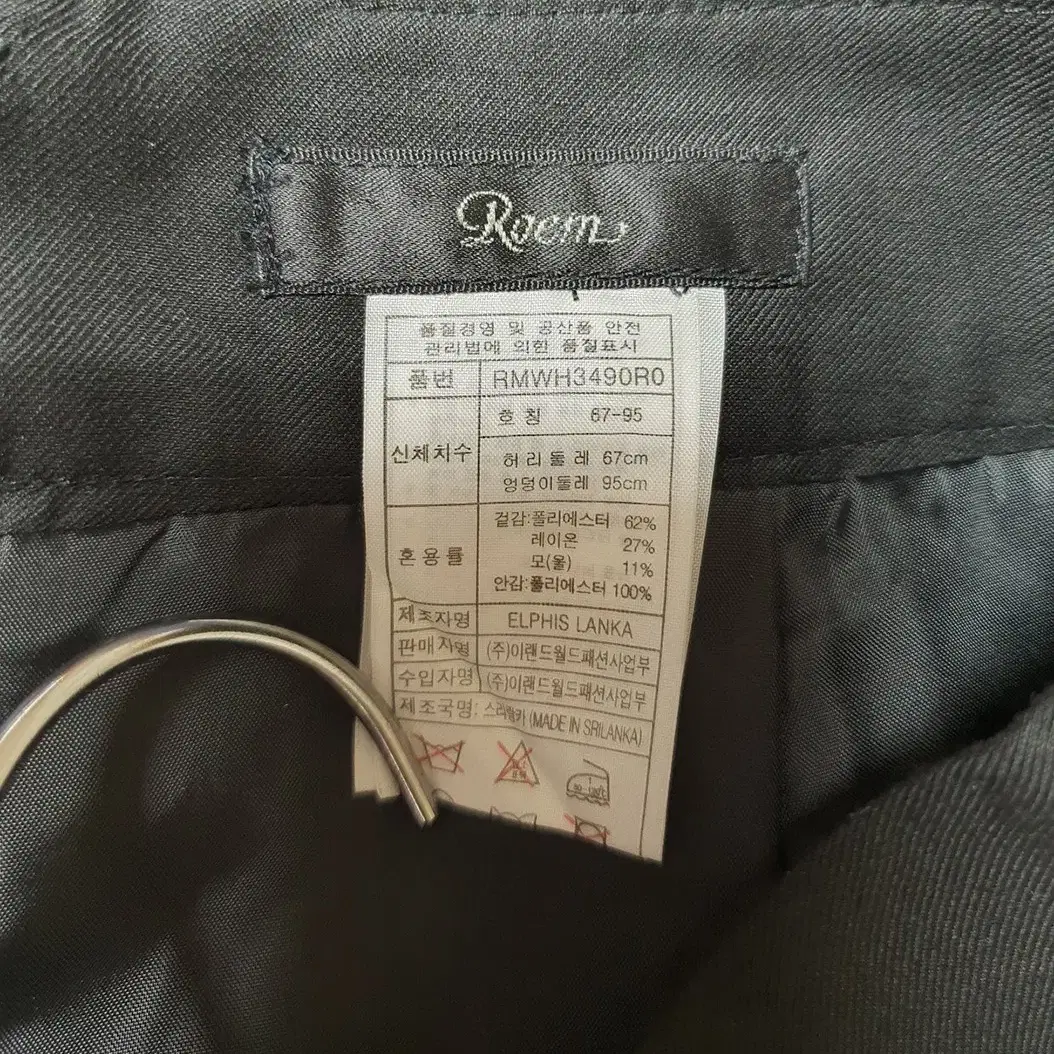 Roem
품질경영 및 공산품 안전
관리법에 의한 품질표시
품번 RMWH3490R0
신체치수 호칭 67-95
허리둘레 67cm
엉덩이둘레 95cm
혼용률 겉감:폴리에스터 62%
레이온 27%
모(울) 11%
안감:폴리에스터 100%
제조자명 ELPHIS LANKA
판매자명 (주)이랜드월드패션사업부
수입자명 (주)이랜드월드패션사업부
제조국명: 스리랑카 (MADE IN SRILANKA)